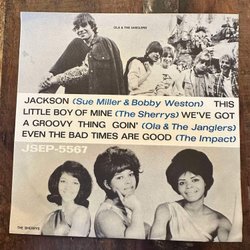 OLA & THE JANGLERS
JACKSON (Sue Miller & Bobby Weston) THIS
LITTLE BOY OF MINE (The Sherrys) WE'VE GOT
A GROOVY THING GOIN' (Ola & The Janglers)
EVEN THE BAD TIMES ARE GOOD (The Impact)
JSEP-5567
THE SHERRYS